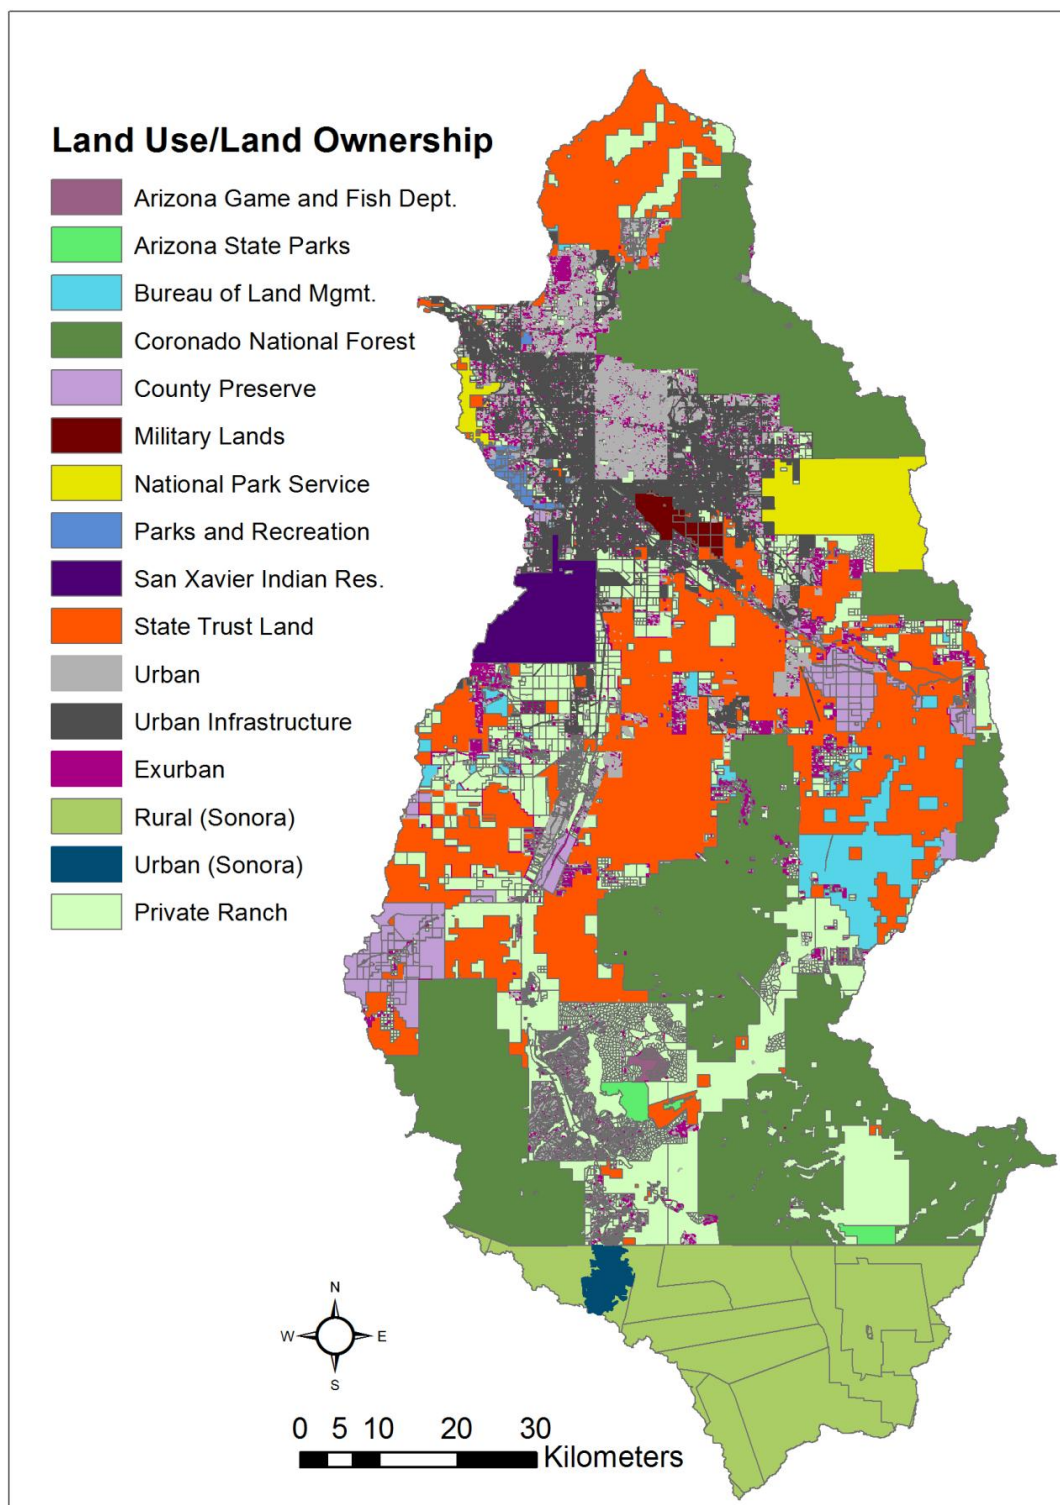 Land Use/Land Ownership
Arizona Game and Fish Dept.
Arizona State Parks
Bureau of Land Mgmt.
Coronado National Forest
County Preserve
Military Lands
National Park Service
Parks and Recreation
San Xavier Indian Res.
State Trust Land
Urban
Urban Infrastructure
Exurban
Rural (Sonora)
Urban (Sonora)
Private Ranch
N
W E
S
0 5 10 20 30
Kilometers